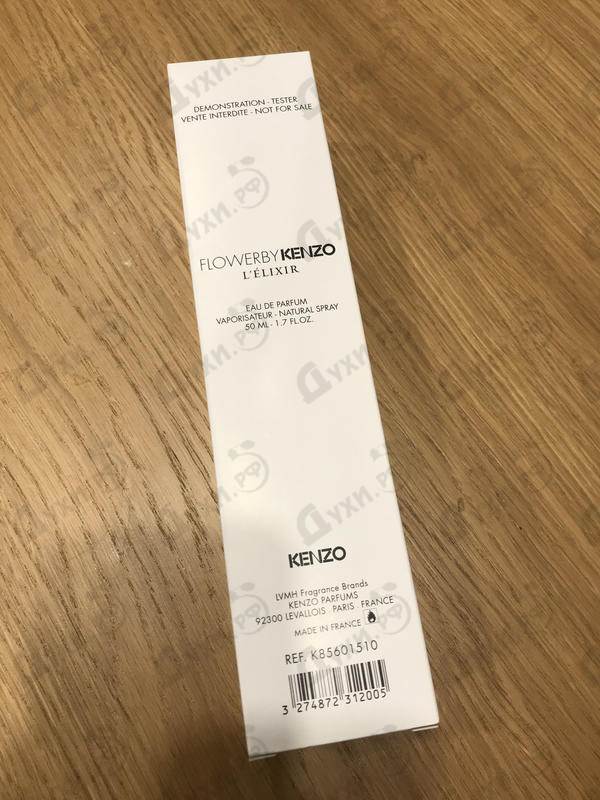 DEMONSTRATION - TESTER
VENTE INTERDITE - NOT FOR SALE
FLOWERBYKENZO
L'ÉLIXIR
EAU DE PARFUM
VAPORISATEUR - NATURAL SPRAY
50 ML - 1.7 FL.OZ.
KENZO
LVMH Fragrance Brands
KENZO PARFUMS
92300 LEVALLOIS . PARIS . FRANCE
MADE IN FRANCE
REF. K85601510
3 274872 312005
Духи.РФ